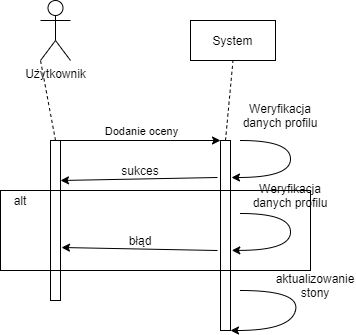 System
Użytkownik
Weryfikacja
danych profilu
Dodanie oceny
sukces
Weryfikacja
danych profilu
alt
błąd
aktualizowanie
stony